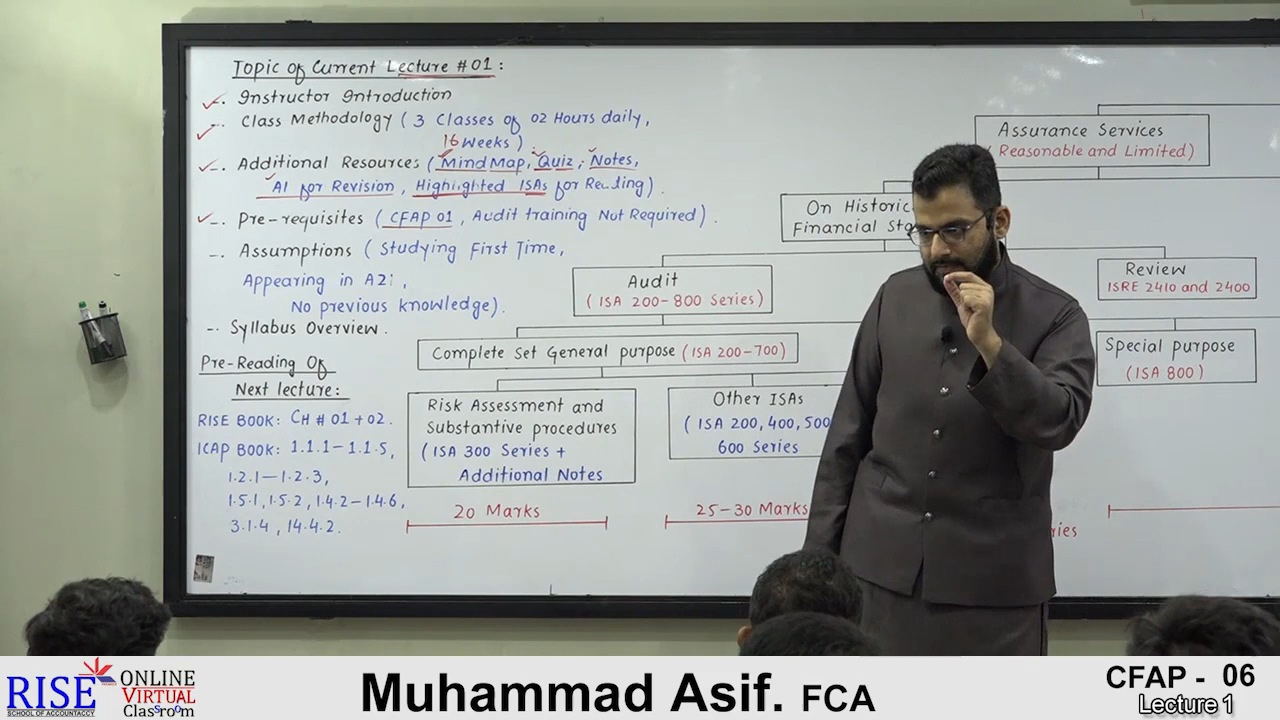 Topic of Current Lecture #01:
-. Instructor Introduction
-. Class Methodology ( 3 Classes of 02 Hours daily,
16 Weeks) .
-. Additional Resources ( Mind Map, Quiz, Notes,
AI for Revision , Highlighted ISAs for Reading) .
-. Pre-requisites ( CFAP 01 , Audit training Not Required) .
-. Assumptions ( Studying First Time,
Appearing in
No previous knowledge).
-. Syllabus Overview .
Pre-Reading Of
Next lecture:
RISE BOOK: CH # 01 + 02.
ICAP BOOK: 1.1.1-1.1.5,
1.2.1-1.2.3,
1.5.1, 1.5.2, 1.4.2-1.4.6,
3.1.4 , 14.4.2.
Assurance Services
( Reasonable and Limited)
On Historic
Financial Sta
Audit
( ISA 200-800 Series)
Review
ISRE 2410 and 2400
Complete Set General purpose (ISA 200-700)
Special purpose
(ISA 800)
Risk Assessment and
Substantive procedures
(ISA 300 Series +
Additional Notes
Other ISAs
( ISA 200, 400, 500
600 Series
20 Marks
25-30 Marks
ries
RISE
SCHOOL OF ACCOUNTANCY
ONLINE
VIRTUAL
Classroom
Muhammad Asif. FCA
CFAP - 06
Lecture 1